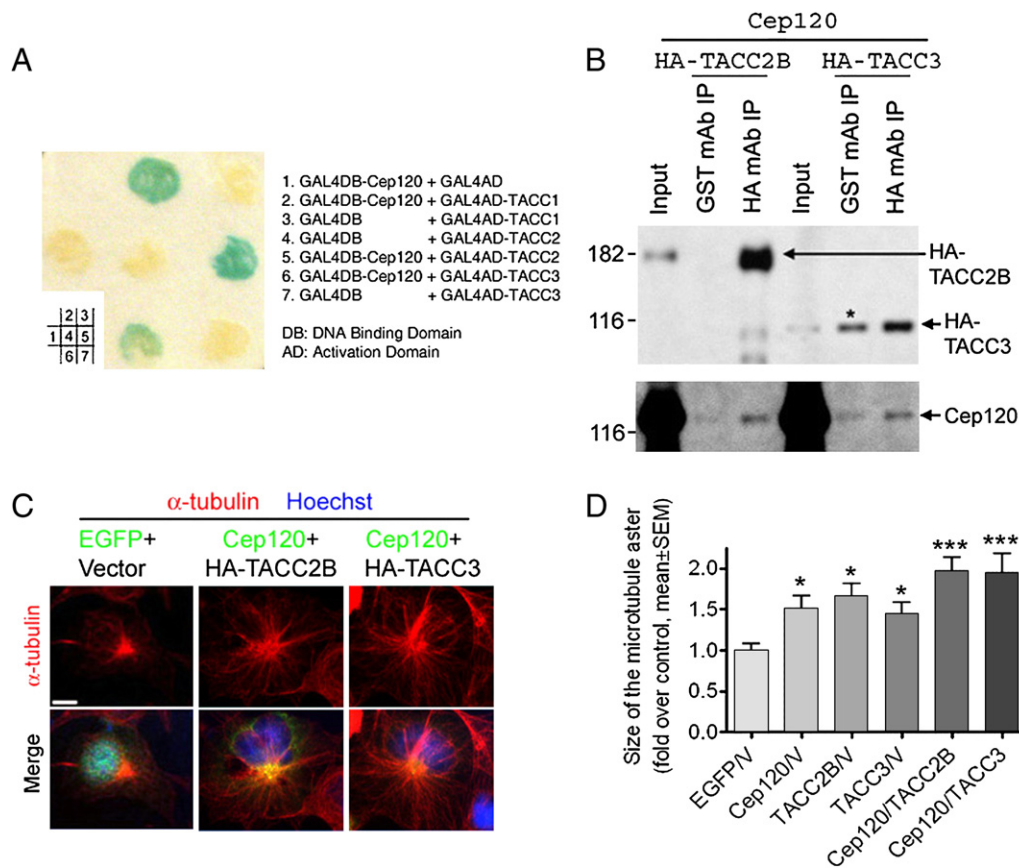 A
1. GAL4DB-Cep120 + GAL4AD
2. GAL4DB-Cep120 + GAL4AD-TACC1
3. GAL4DB + GAL4AD-TACC1
4. GAL4DB + GAL4AD-TACC2
5. GAL4DB-Cep120 + GAL4AD-TACC2
6. GAL4DB-Cep120 + GAL4AD-TACC3
7. GAL4DB + GAL4AD-TACC3
DB: DNA Binding Domain
AD: Activation Domain
2 3
1 4 5
6 7
B
Cep120
HA-TACC2B HA-TACC3
Input
GST mAb IP
HA mAb IP
Input
GST mAb IP
HA mAb IP
182
HA-
TACC2B
116
*
HA-
TACC3
Cep120
116
C
α-tubulin Hoechst
EGFP+ Cep120+ Cep120+
Vector HA-TACC2B HA-TACC3
α-tubulin
Merge
D
Size of the microtubule aster
(fold over control, mean±SEM)
2.0
1.5
1.0
0.5
0.0
* * * *** ***
EGFP/V
Cep120/V
TACC2B/V
TACC3/V
Cep120/TACC2B
Cep120/TACC3